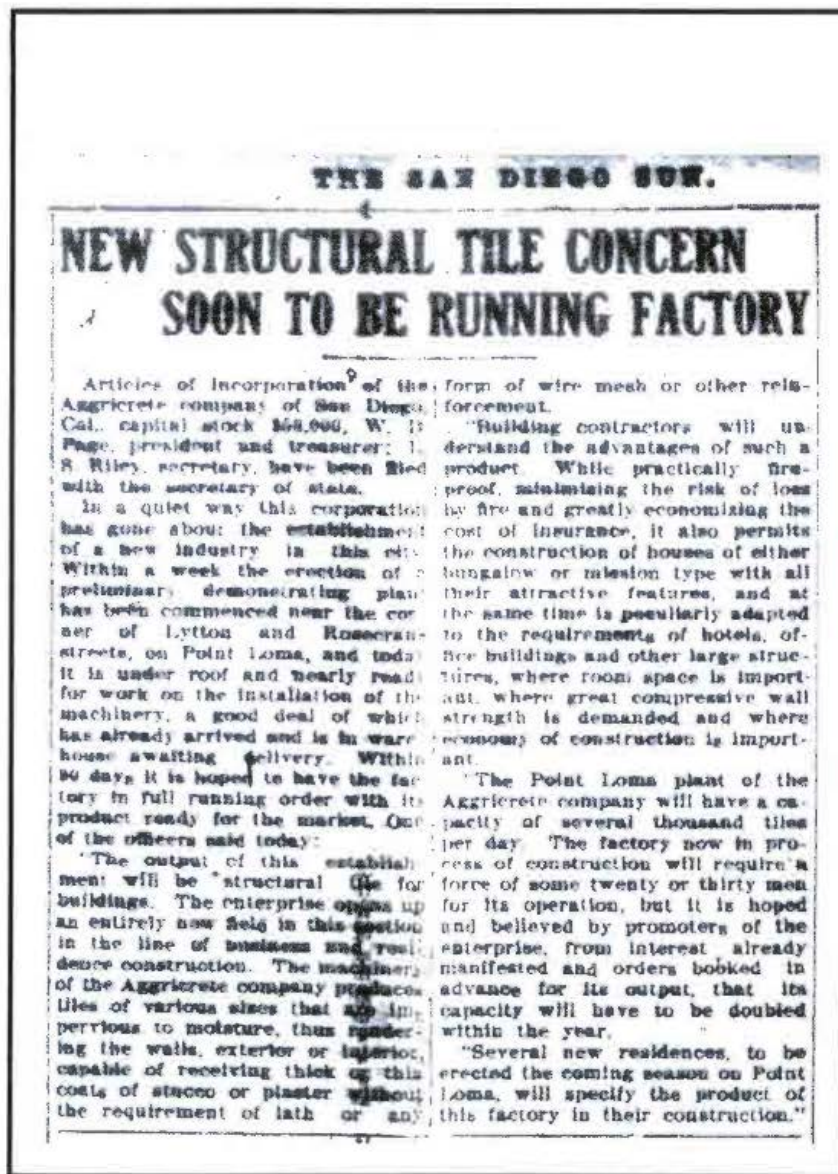 THE SAN DIEGO SUN.
NEW STRUCTURAL TILE CONCERN
SOON TO BE RUNNING FACTORY
Articles of incorporation of the
Aggricrete company of San Diego,
Cal., capital stock W.
Page, president and treasurer;
S. Riley, secretary, have been filed
with the secretary of state.
In a quiet way this corporation
has gone about the establishment
of a new industry in this city.
Within a week the erection of a
preliminary demonstrating plant
has been commenced near the cor
ner of Lytton and Rosecran
streets, on Point Loma, and today
it is under roof and nearly ready
for work on the installation of the
machinery, a good deal of which
has already arrived and is in ware
house awaiting delivery. Within
90 days it is hoped to have the fac
tory in full running order with its
product ready for the market. One
of the officers said today:
"The output of this establish
ment will be structural tile for
buildings. The enterprise opens up
an entirely new field in this section
in the line of business and resi
dence construction. The machinery
of the Aggricrete company produces
tiles of various sizes that are im
pervious to moisture, thus render-
ing the walls, exterior or interior,
capable of receiving thick or thin
coats of stucco or plaster without
the requirement of lath or any
form of wire mesh or other rein-
forcement.
"Building contractors will un
derstand the advantages of such a
product. While practically fire-
proof, minimizing the risk of loss
by fire and greatly economizing the
cost of insurance, it also permits
the construction of houses of either
bungalow or mission type with all
their attractive features, and at
the same time is peculiarly adapted
to the requirements of hotels, of-
fice buildings and other large struc-
tures, where room space is import-
ant, where great compressive wall
strength is demanded and where
economy of construction is import-
ant.
"The Point Loma plant of the
Aggricrete company will have a ca-
pacity of several thousand tiles
per day. The factory now in pro-
cess of construction will require a
force of some twenty or thirty men
for its operation, but it is hoped
and believed by promoters of the
enterprise, from interest already
manifested and orders booked in
advance for its output, that its
capacity will have to be doubled
within the year.
"Several new residences, to be
erected the coming season on Point
Loma, will specify the product of
this factory in their construction."